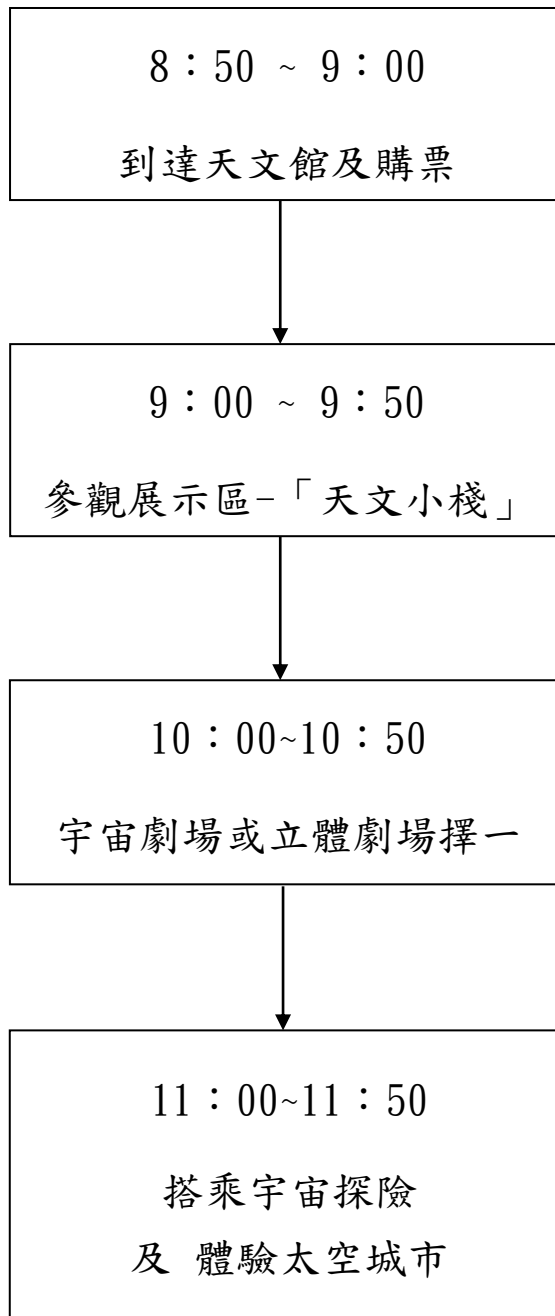 8：50 ~ 9：00
到達天文館及購票
9：00 ~ 9：50
參觀展示區-「天文小棧」
10：00~10：50
宇宙劇場或立體劇場擇一
11：00~11：50
搭乘宇宙探險
及 體驗太空城市